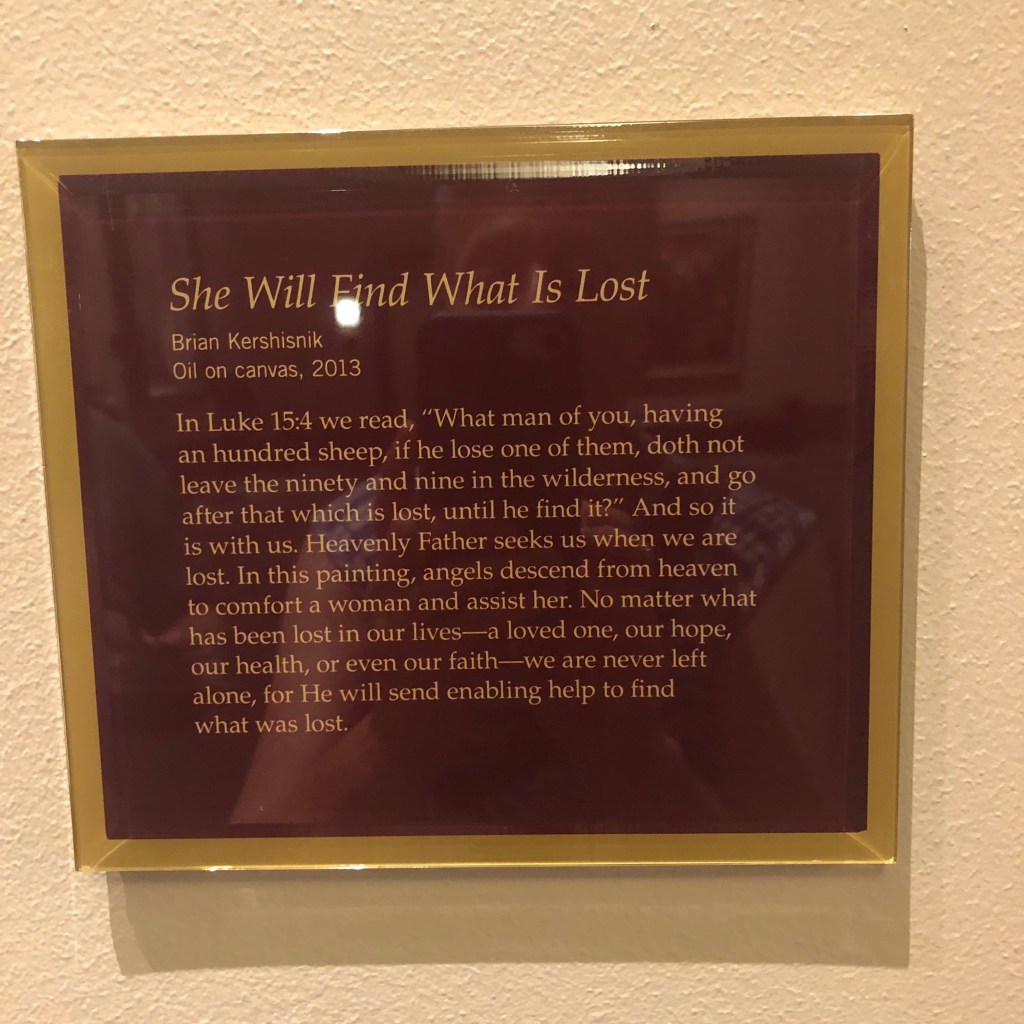 She Will Find What Is Lost
Brian Kershisnik
Oil on canvas, 2013
In Luke 15:4 we read, “What man of you, having
an hundred sheep, if he lose one of them, doth not
leave the ninety and nine in the wilderness, and go
after that which is lost, until he find it?” And so it
is with us. Heavenly Father seeks us when we are
lost. In this painting, angels descend from heaven
to comfort a woman and assist her. No matter what
has been lost in our lives—a loved one, our hope,
our health, or even our faith—we are never left
alone, for He will send enabling help to find
what was lost.